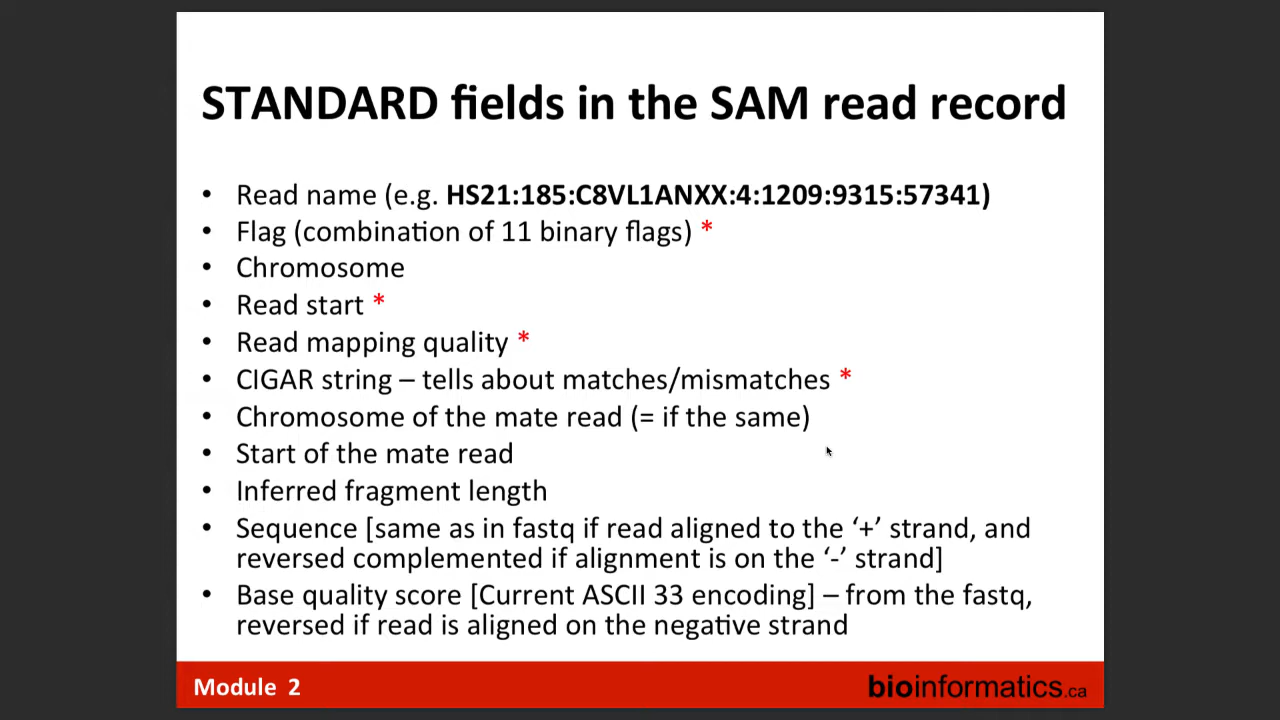 STANDARD fields in the SAM read record
• Read name (e.g. HS21:185:C8VL1ANXX:4:1209:9315:57341)
• Flag (combination of 11 binary flags) *
• Chromosome
• Read start *
• Read mapping quality *
• CIGAR string – tells about matches/mismatches *
• Chromosome of the mate read (= if the same)
• Start of the mate read
• Inferred fragment length
• Sequence [same as in fastq if read aligned to the ‘+’ strand, and
reversed complemented if alignment is on the ‘-’ strand]
• Base quality score [Current ASCII 33 encoding] – from the fastq,
reversed if read is aligned on the negative strand
Module 2
bioinformatics.ca